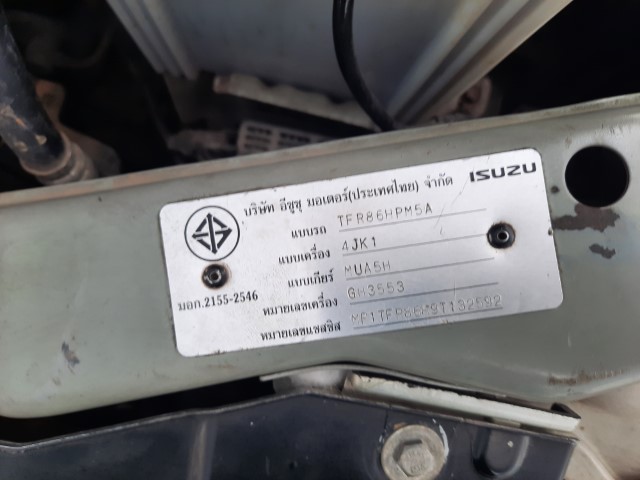 บริษัท อีซูซุ มอเตอร์(ประเทศไทย) จำกัด ISUZU
แบบรถ TFR86HPM5A
แบบเครื่อง 4JK1
แบบเกียร์ MUA5H
มอก.2155-2546
หมายเลขเครื่อง GH3553
หมายเลขแชสซิส MP1TFR86H9T132592